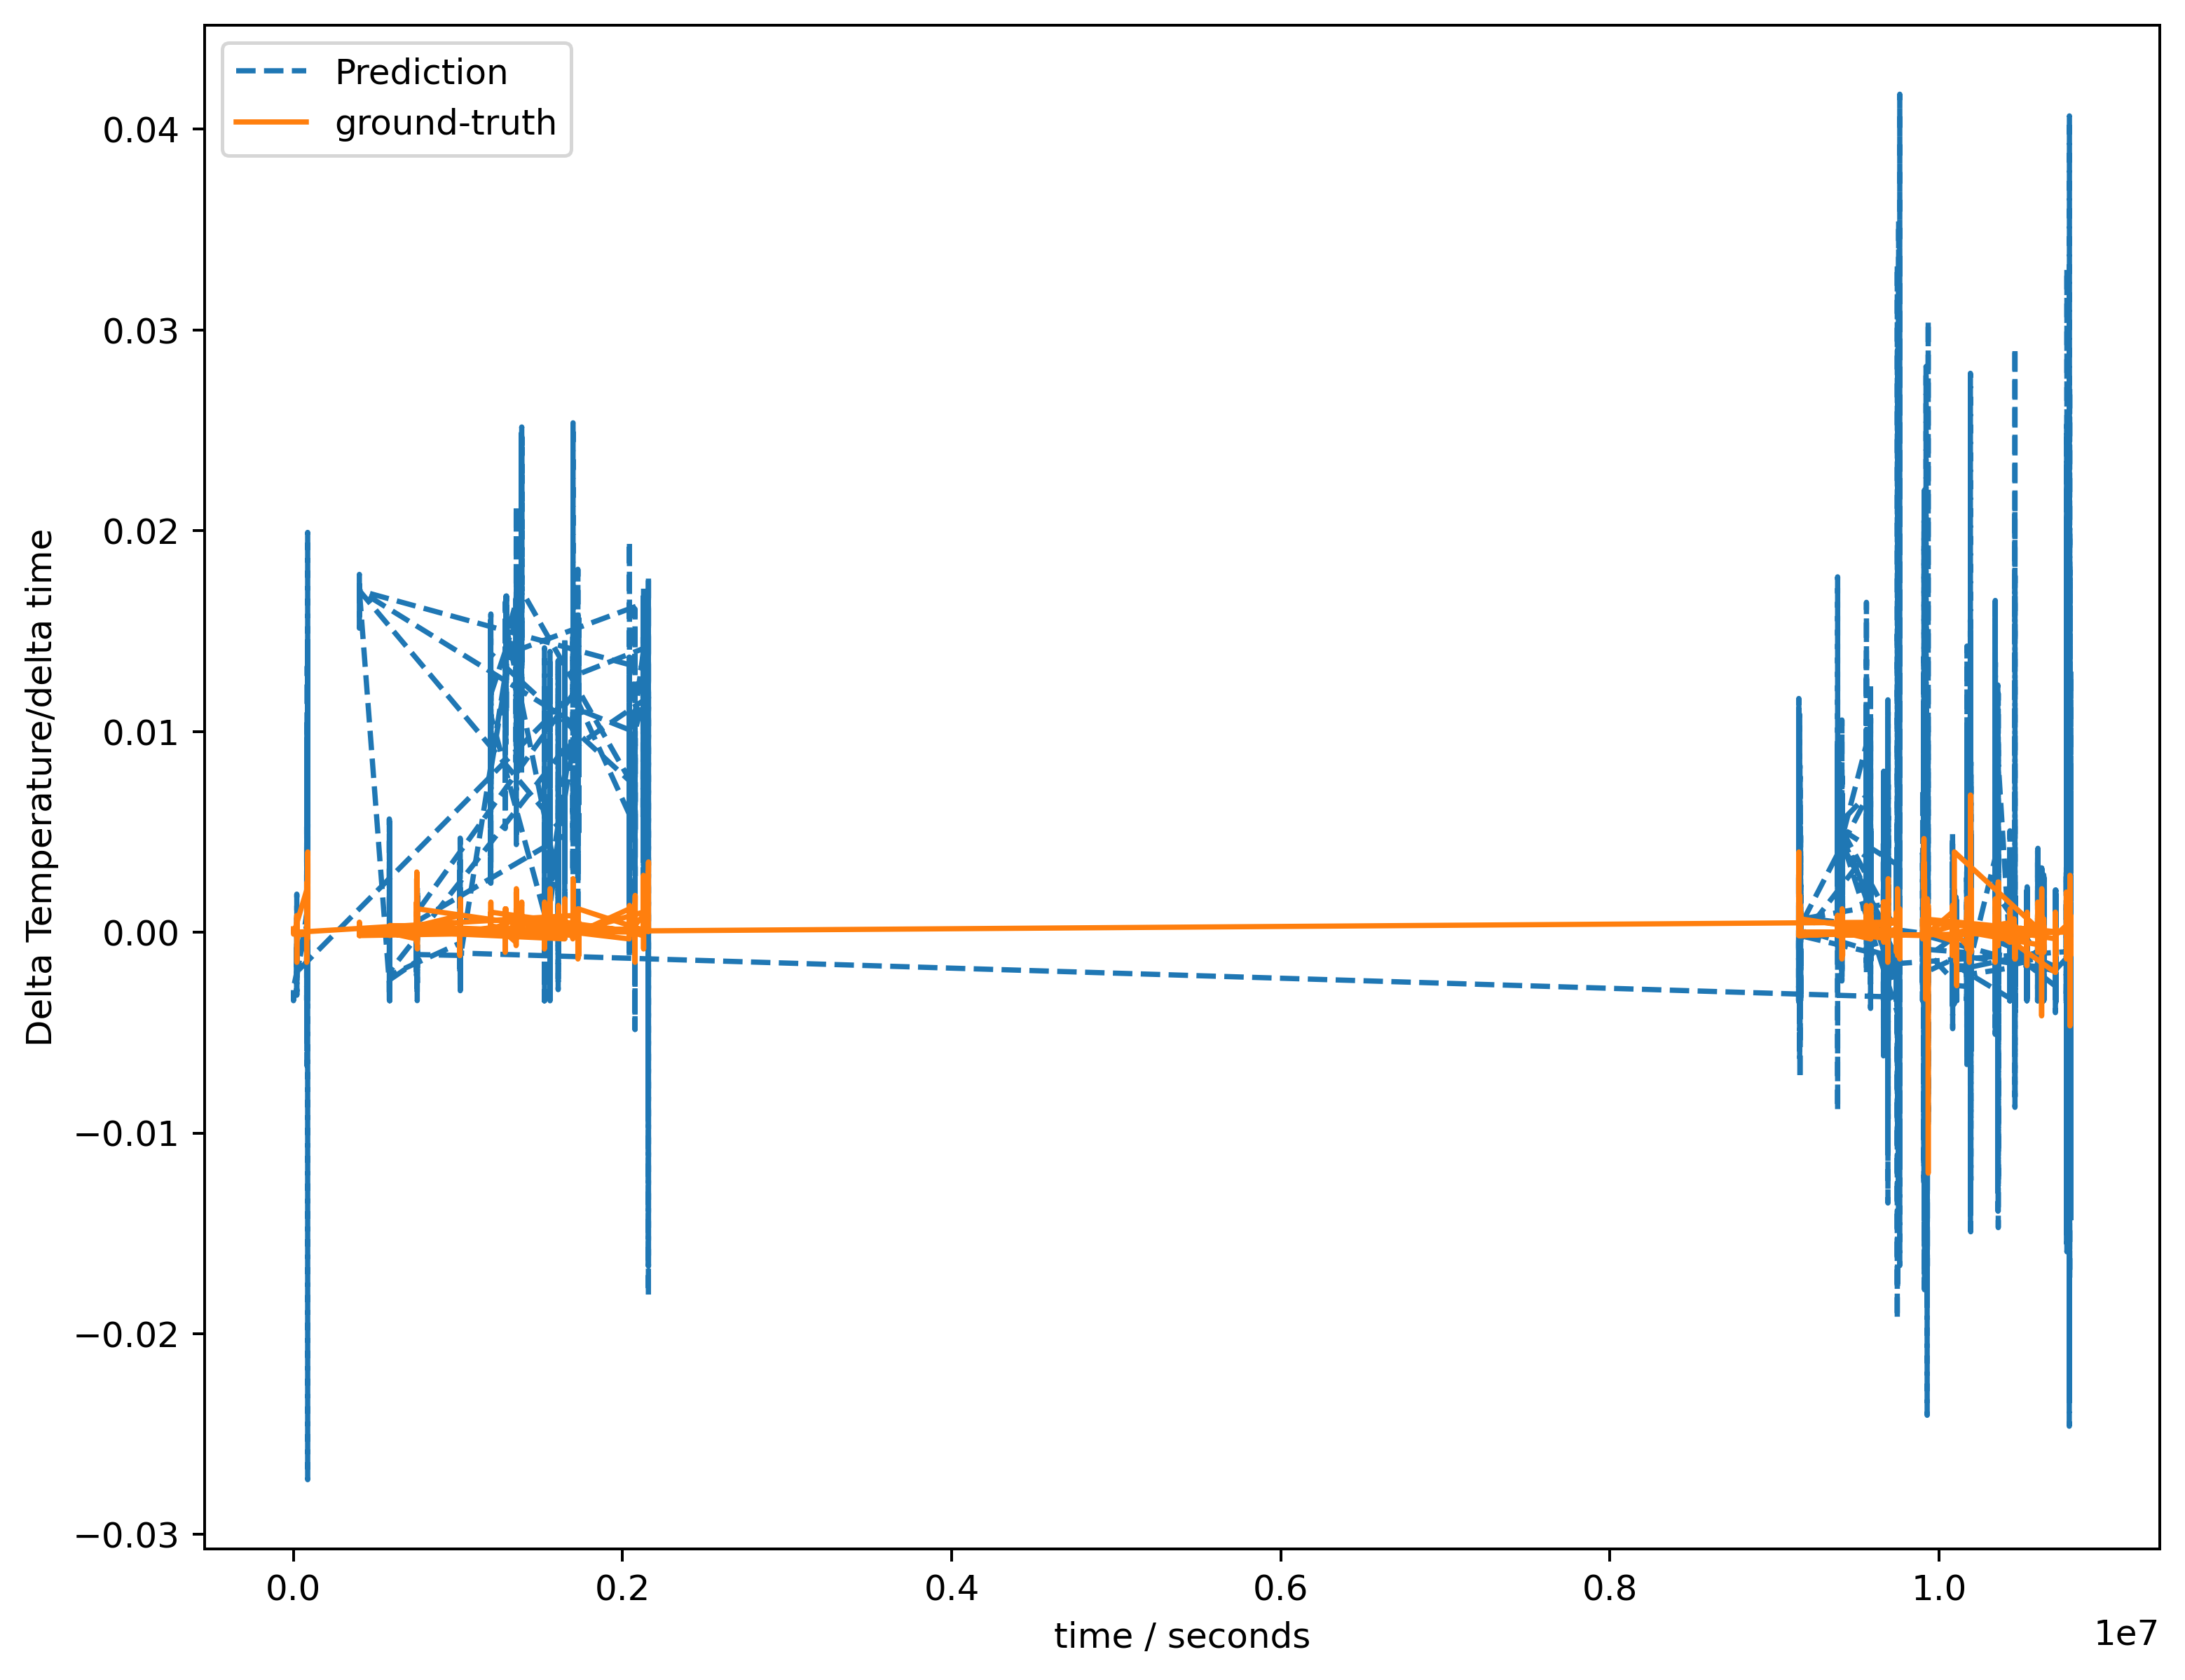 Prediction
ground-truth
Delta Temperature/delta time
0.04
0.03
0.02
0.01
0.00
−0.01
−0.02
−0.03
0.0 0.2 0.4 0.6 0.8 1.0
time / seconds
1e7